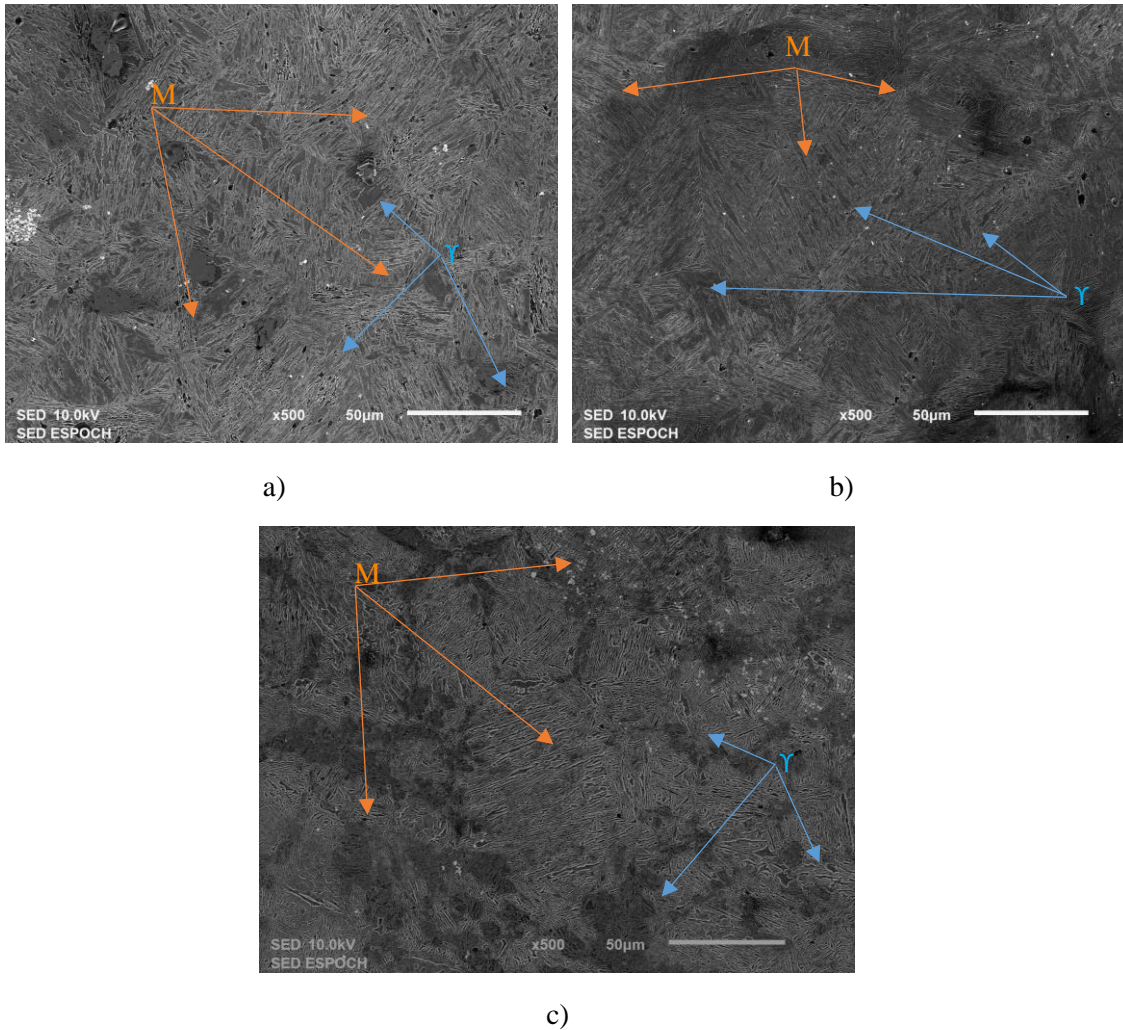 M
ϒ
SED 10.0kV x500 50µm
SED ESPOCH
a)
M
ϒ
SED 10.0kV x500 50µm
SED ESPOCH
b)
M
ϒ
SED 10.0kV x500 50µm
SED ESPOCH
c)